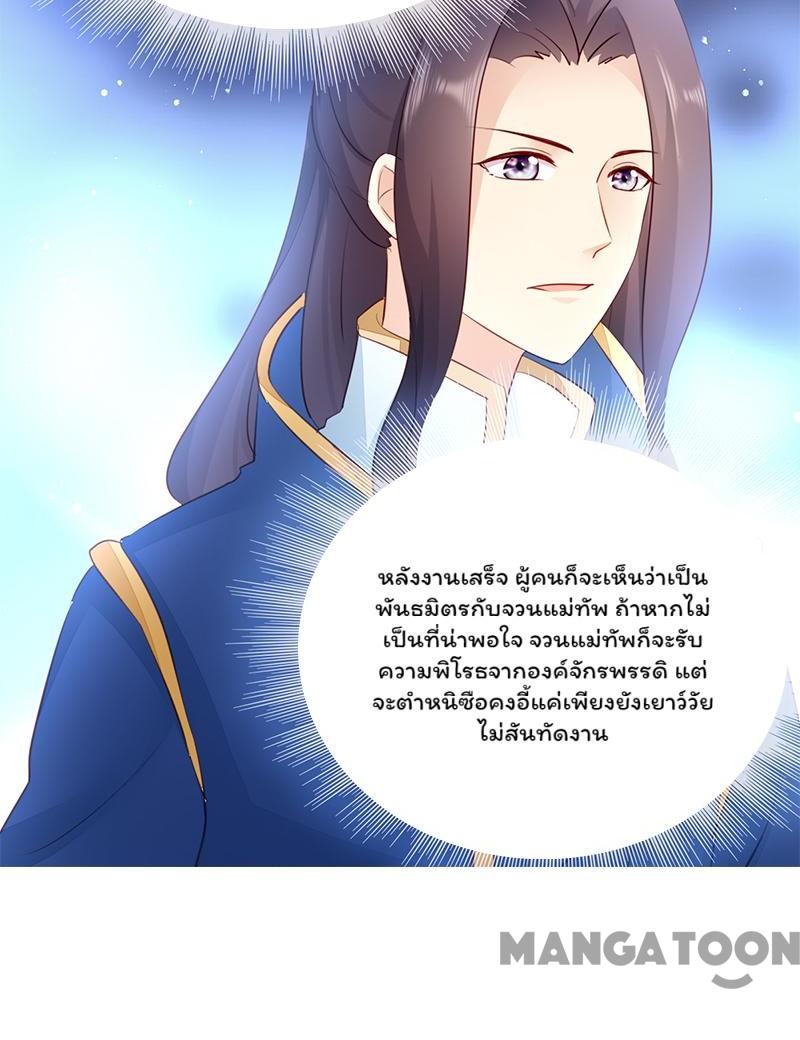 หลังงานเสร็จ ผู้คนก็จะเห็นว่าเป็น
พันธมิตรกับจวนแม่ทัพ ถ้าหากไม่
เป็นที่น่าพอใจ จวนแม่ทัพก็จะรับ
ความพิโรธจากองค์จักรพรรดิ แต่
จะตำหนิซือคงอี้แค่เพียงยังเยาว์วัย
ไม่สันทัดงาน
MANGATOON